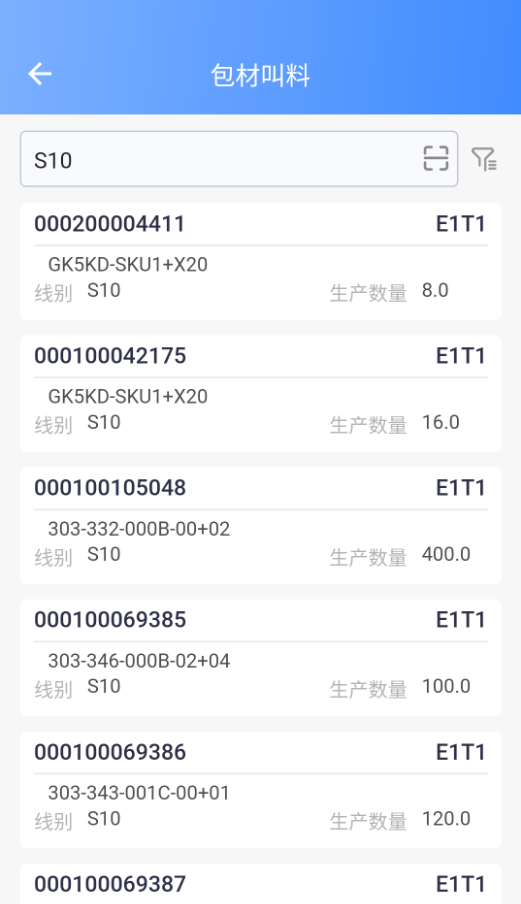 包材叫料
S10
000200004411 E1T1
GK5KD-SKU1+X20
线别 S10 生产数量 8.0
000100042175 E1T1
GK5KD-SKU1+X20
线别 S10 生产数量 16.0
000100105048 E1T1
303-332-000B-00+02
线别 S10 生产数量 400.0
000100069385 E1T1
303-346-000B-02+04
线别 S10 生产数量 100.0
000100069386 E1T1
303-343-001C-00+01
线别 S10 生产数量 120.0
000100069387 E1T1